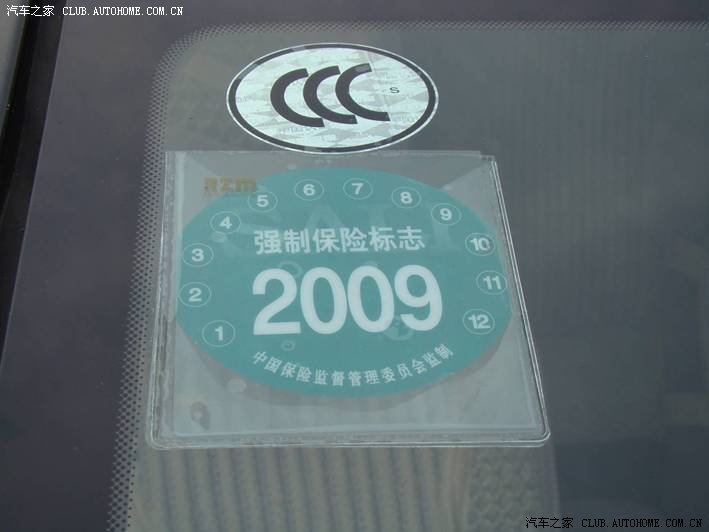 汽车之家 CLUB.AUTOHOME.COM.CN
CCC S
RZM
强制保险标志
2009
1 2 3 4 5 6 7 8 9 10 11 12
中国保险监督管理委员会监制
汽车之家 CLUB.AUTOHOME.COM.CN